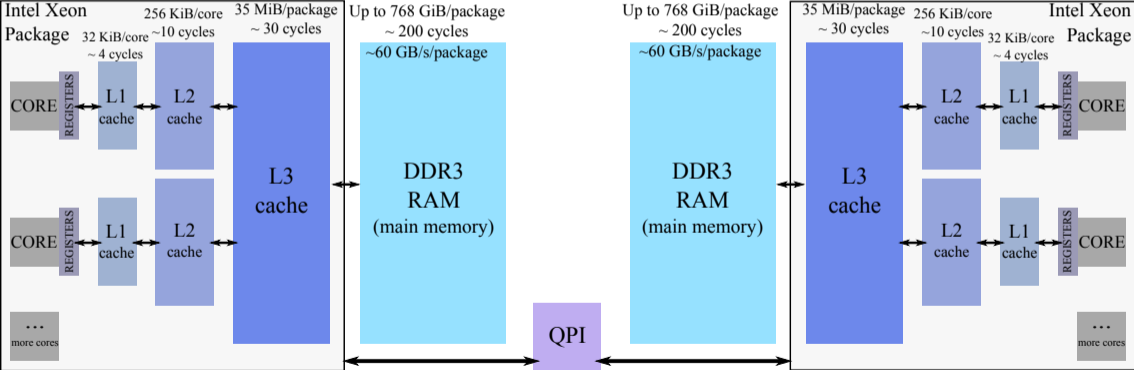 Intel Xeon
Package
32 KiB/core
~ 4 cycles
256 KiB/core
~10 cycles
35 MiB/package
~ 30 cycles
Up to 768 GiB/package
~ 200 cycles
~60 GB/s/package
CORE
REGISTERS
L1
cache
L2
cache
CORE
REGISTERS
L1
cache
L2
cache
...
more cores
L3
cache
DDR3
RAM
(main memory)
QPI
Up to 768 GiB/package
~ 200 cycles
~60 GB/s/package
DDR3
RAM
(main memory)
35 MiB/package
~ 30 cycles
256 KiB/core
~10 cycles
32 KiB/core
~ 4 cycles
Intel Xeon
Package
L3
cache
L2
cache
L1
cache
REGISTERS
CORE
L2
cache
L1
cache
REGISTERS
CORE
...
more cores